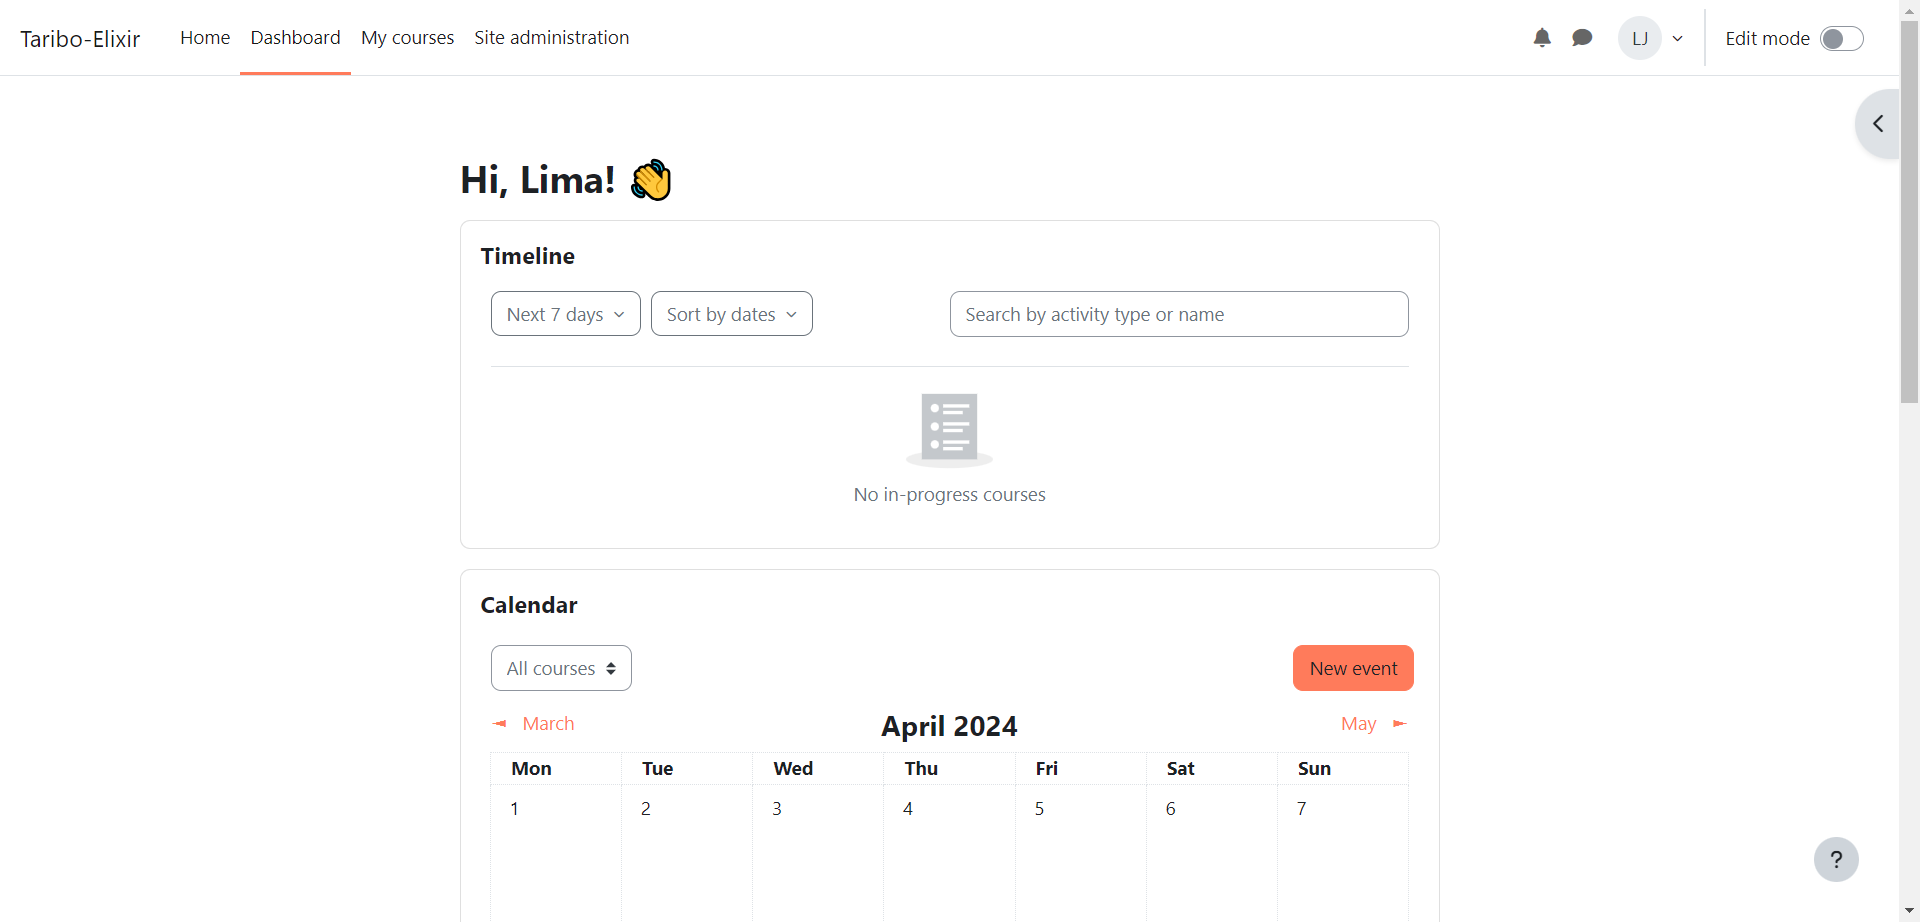 Taribo-Elixir Home Dashboard My courses Site administration LJ Edit mode
Hi, Lima! 👋
Timeline
Next 7 days Sort by dates Search by activity type or name
No in-progress courses
Calendar
All courses New event
◄ March April 2024 May ►
Mon Tue Wed Thu Fri Sat Sun
1 2 3 4 5 6 7
?